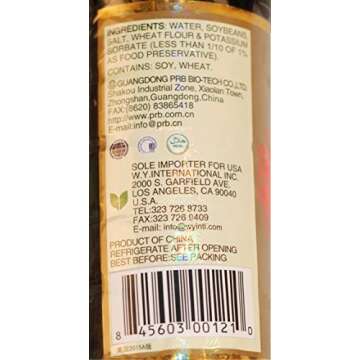 INGREDIENTS: WATER, SOYBEANS,
SALT, WHEAT FLOUR & POTASSIUM
SORBATE (LESS THAN 1/10 OF 1%
AS FOOD PRESERVATIVE).
CONTAINS: SOY, WHEAT.
GUANGDONG PRB BIO-TECH CO.,LTD.
Shakou Industrial Zone, Xiaolan Town,
Zhongshan,Guangdong,China
FAX:(8620) 83865418
http://www.prb.cn
E-mail:info@prb.cn
SOLE IMPORTER FOR USA
W.Y.INTERNATIONAL INC
2000 S. GARFIELD AVE.
LOS ANGELES, CA 90040
U.S.A
TEL:323 726 8733
FAX:323 726 9409
E-mail:info@wyintl
PRODUCT OF CHINA
REFRIGERATE AFTER OPENING
BEST BEFORE:SEE PACKING
8 45603 00121 0